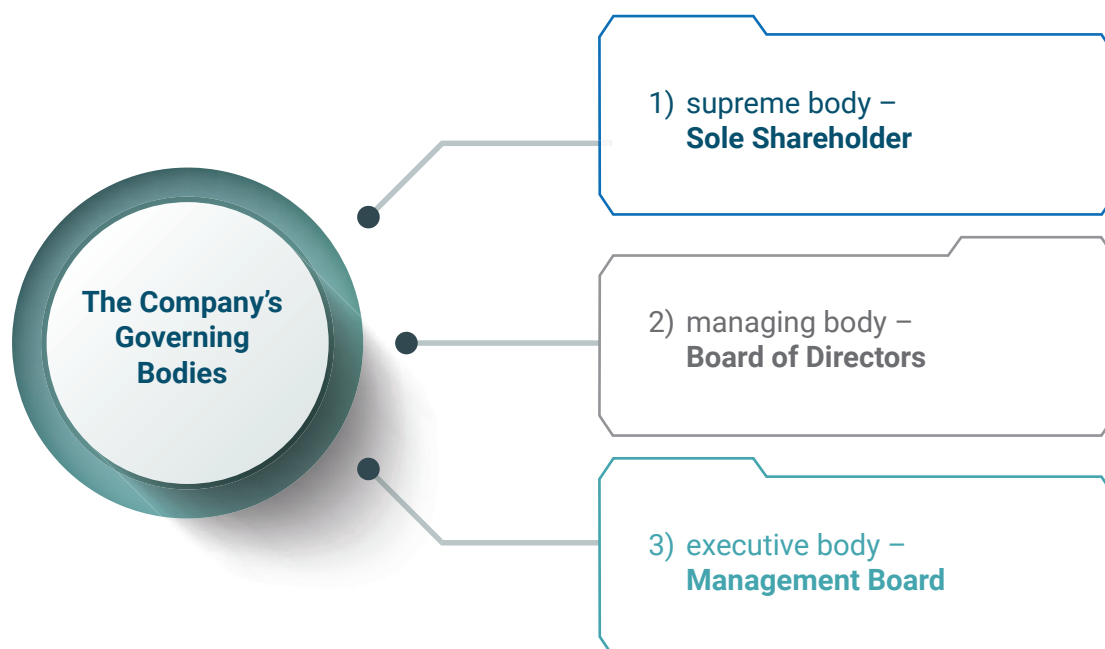 The Company’s
Governing
Bodies
1) supreme body –
Sole Shareholder
2) managing body –
Board of Directors
3) executive body –
Management Board